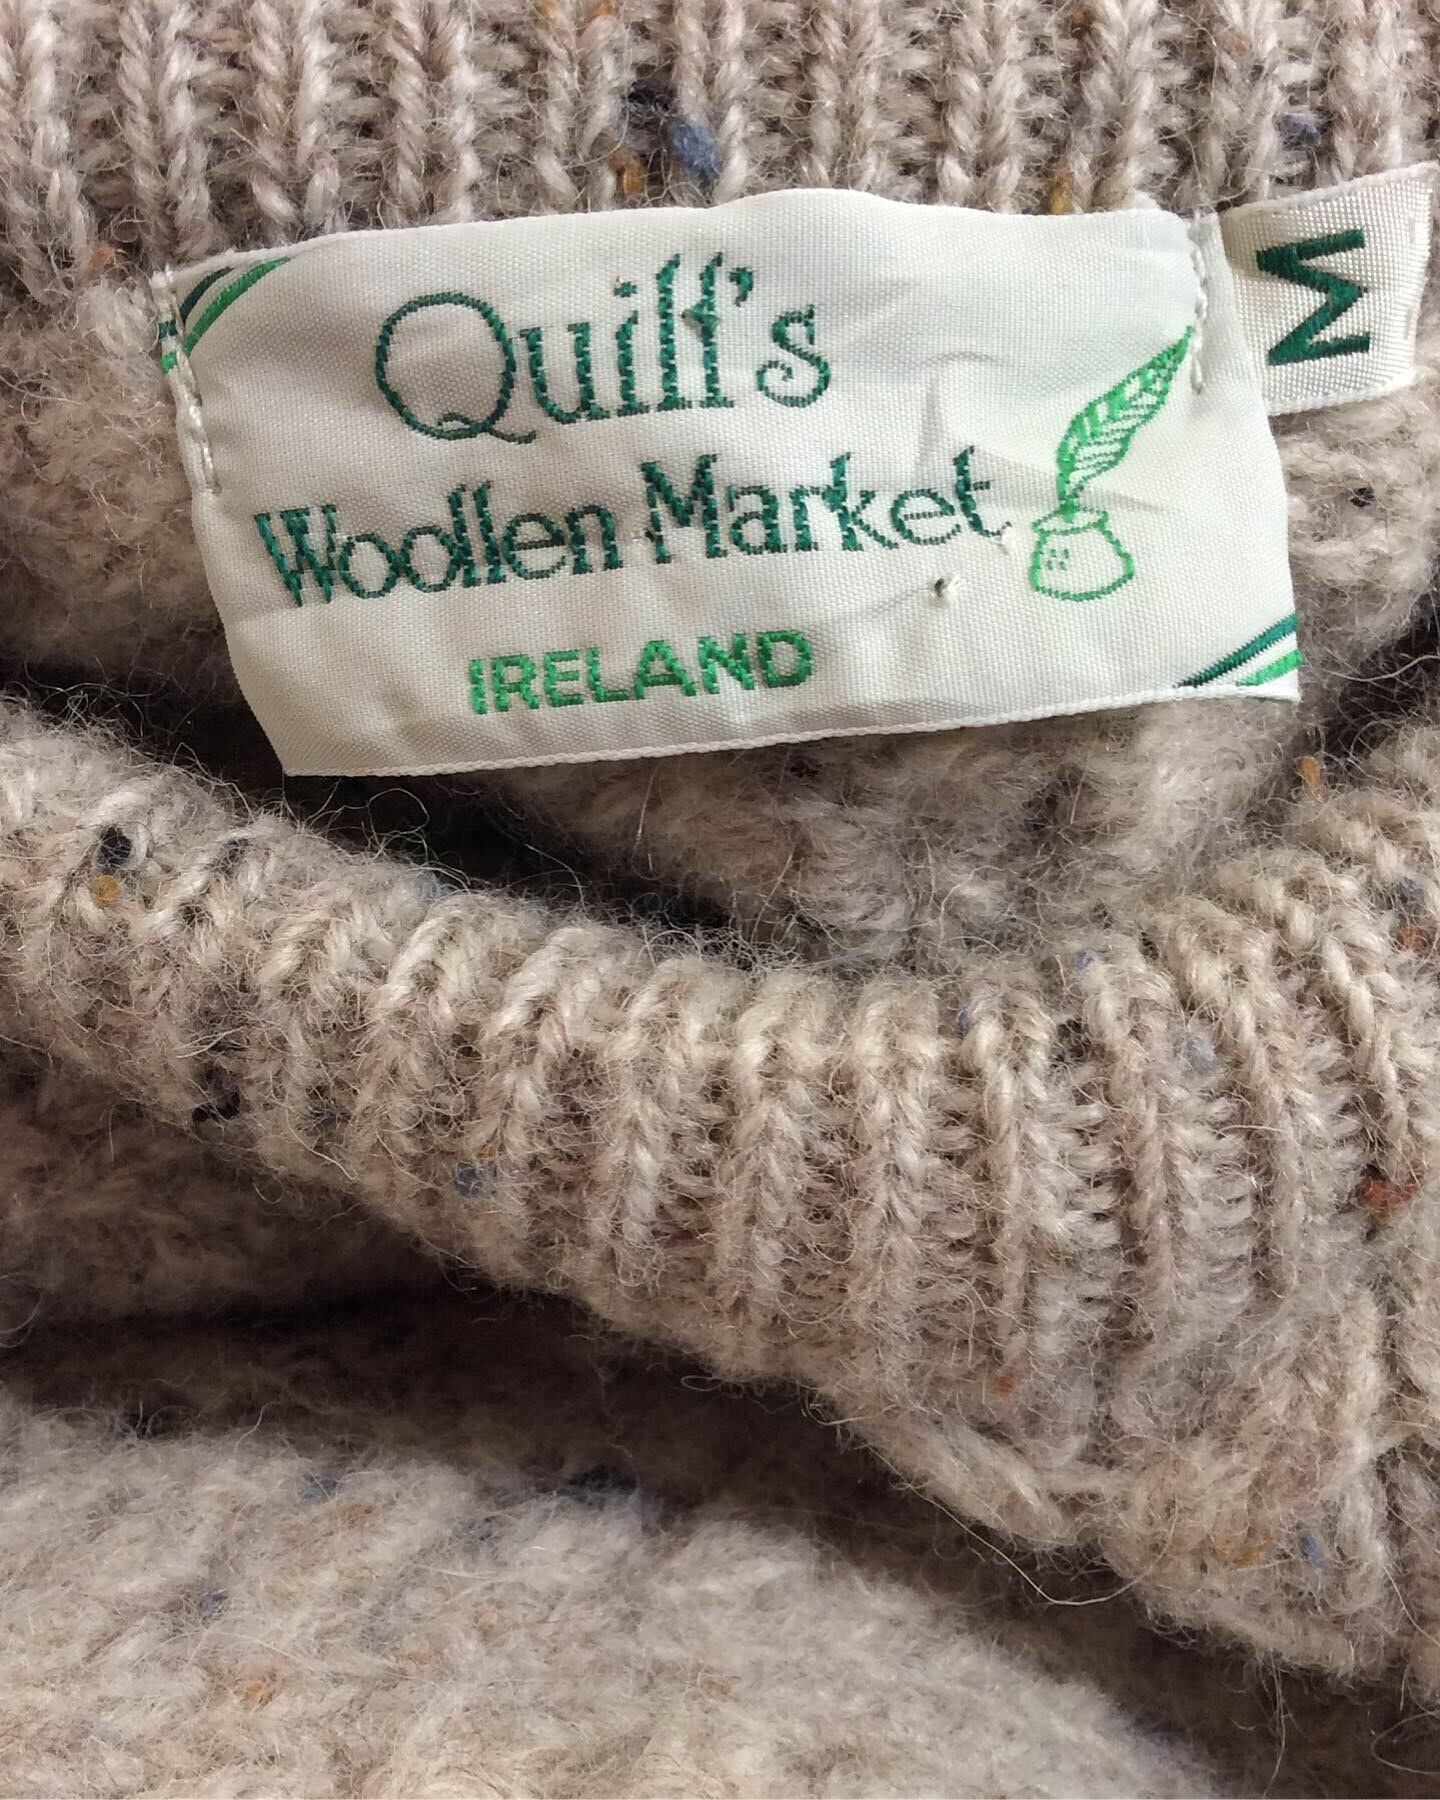 Quill's
Woollen Market
IRELAND
M